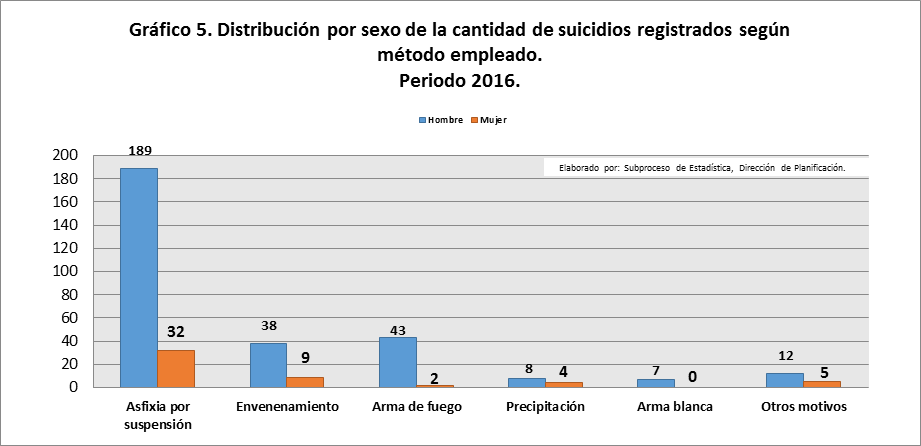 Gráfico 5. Distribución por sexo de la cantidad de suicidios registrados según
método empleado.
Periodo 2016.
Hombre Mujer
Elaborado por: Subproceso de Estadística, Dirección de Planificación.
200
180
160
140
120
100
80
60
40
20
0
189
32
38
9
43
2
8
4
7
0
12
5
Asfixia por
suspensión
Envenenamiento
Arma de fuego
Precipitación
Arma blanca
Otros motivos